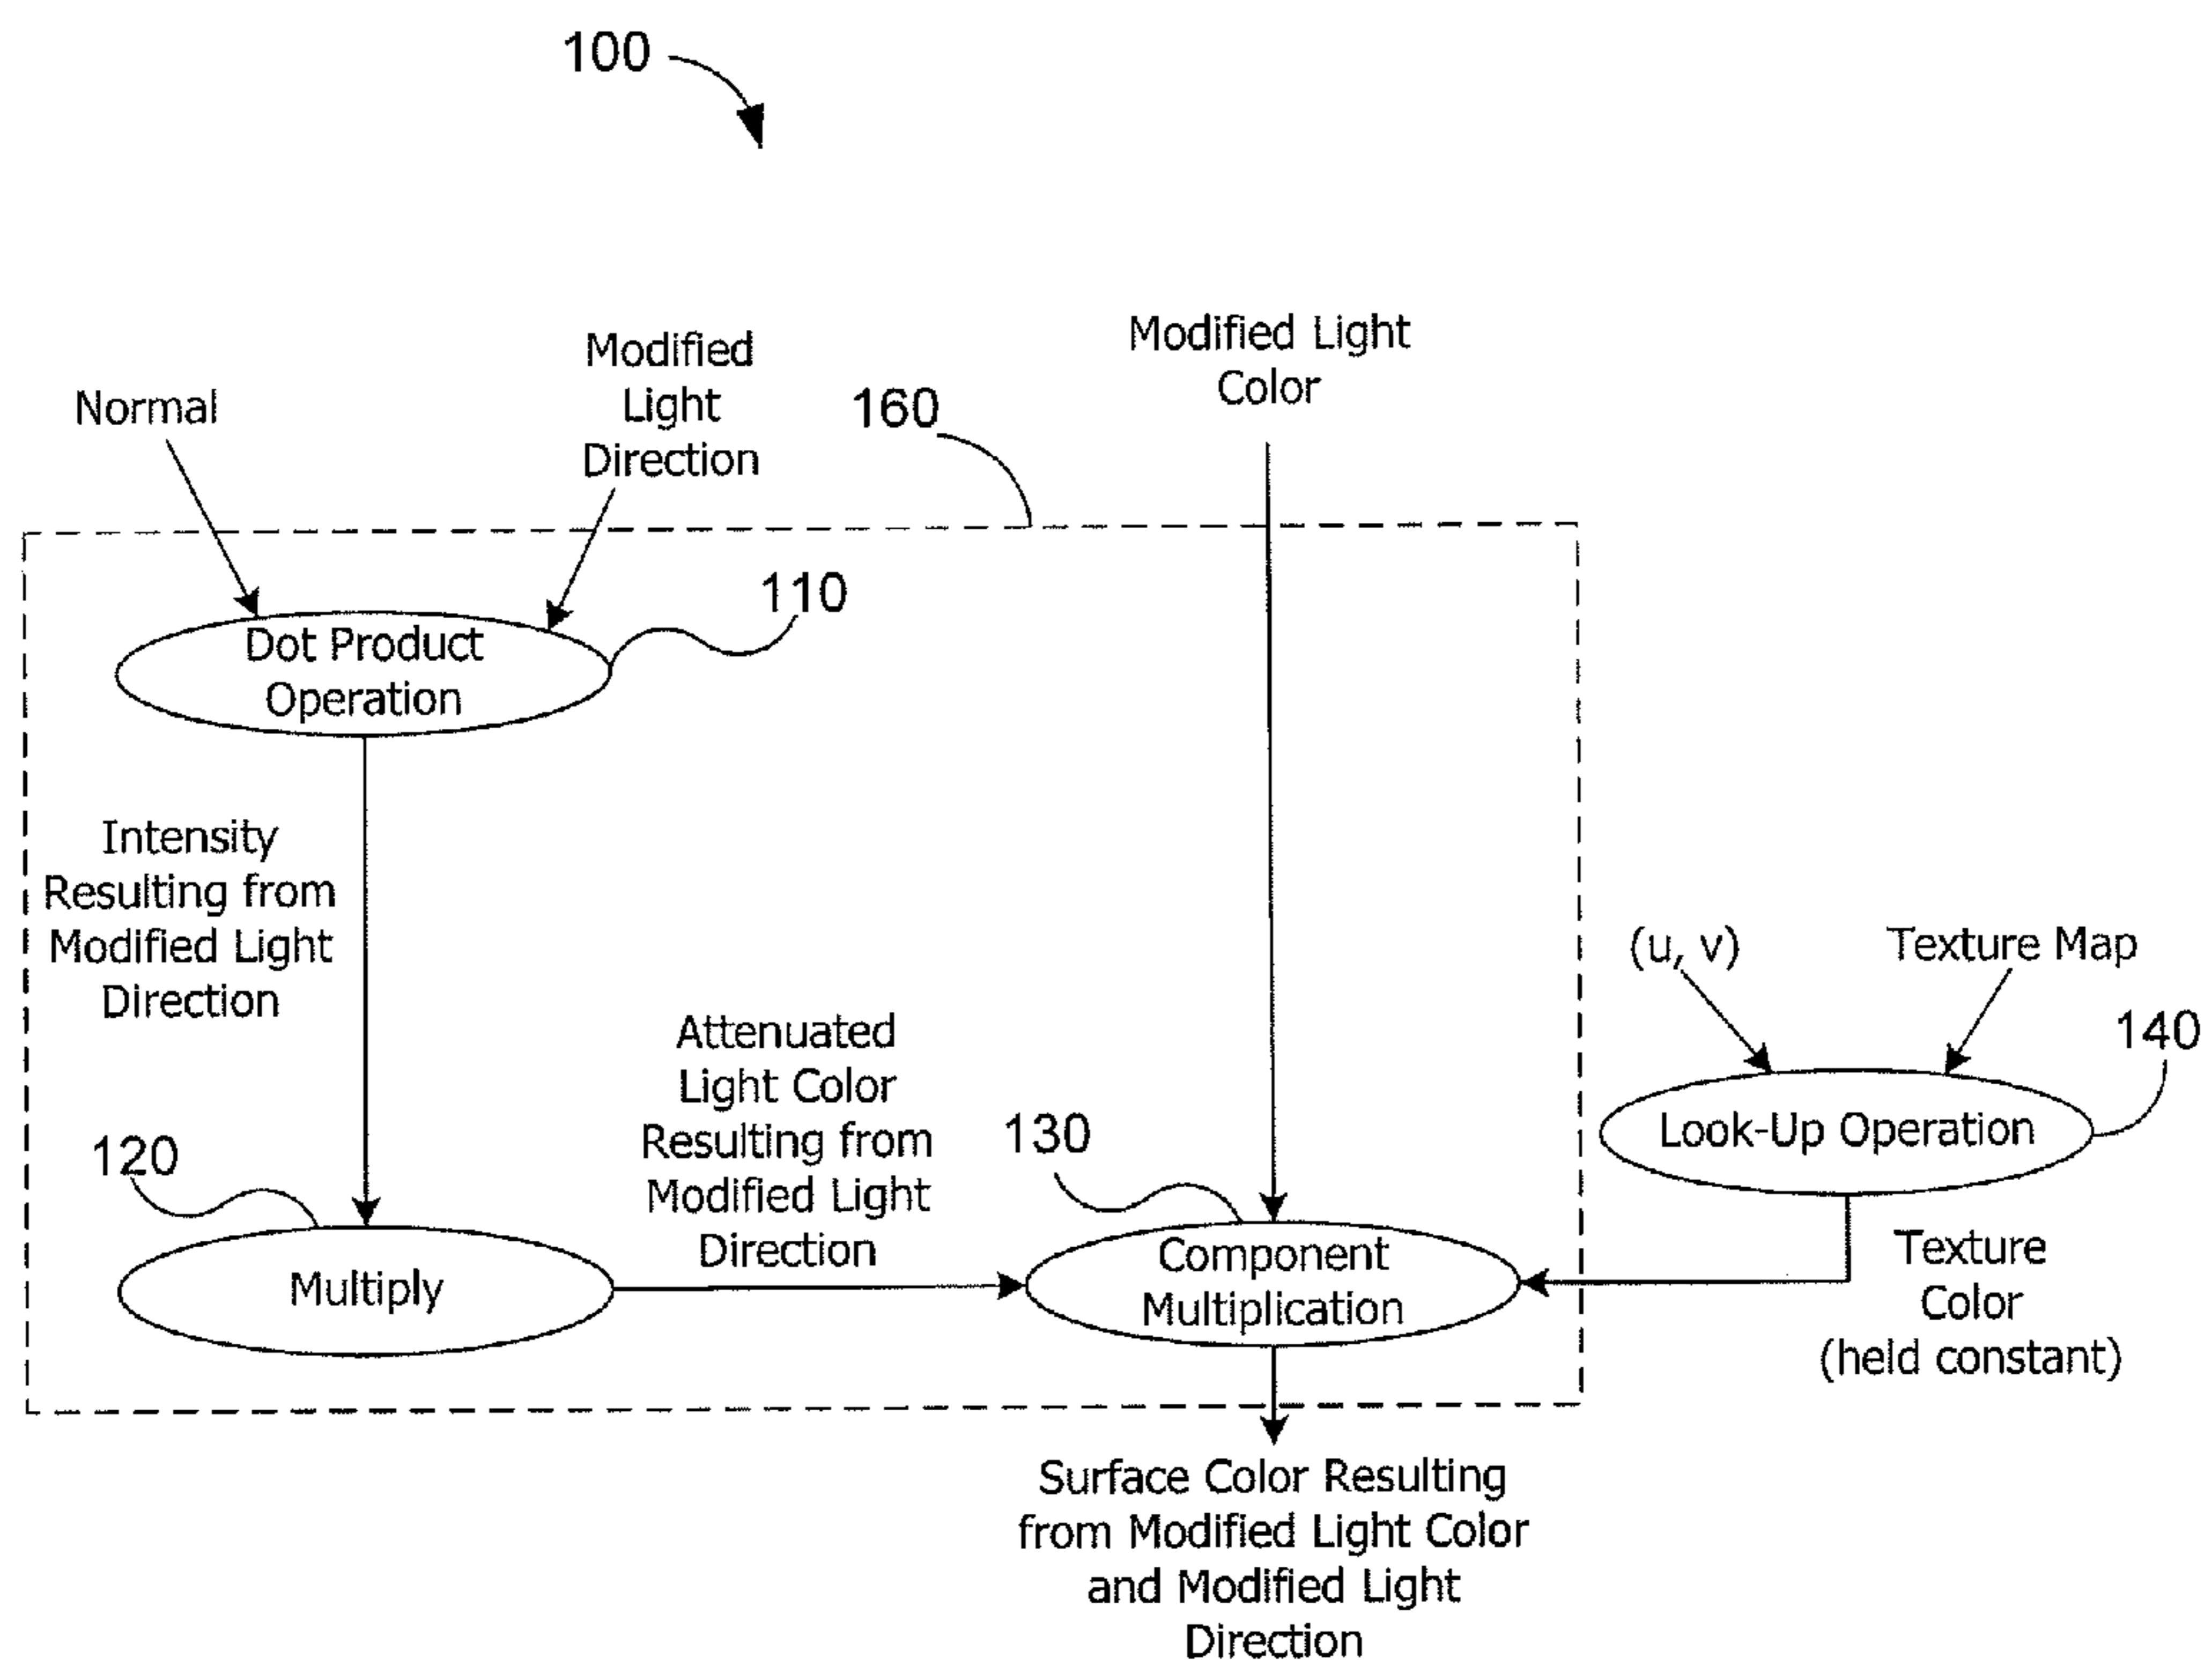 100
Modified Light
Color
Modified
Light
Direction
Normal
160
110
Dot Product
Operation
Intensity
Resulting from
Modified Light
Direction
(u, v)
Texture Map
140
Attenuated
Light Color
Resulting from
Modified Light
Direction
120
130
Look-Up Operation
Multiply
Component
Multiplication
Texture
Color
(held constant)
Surface Color Resulting
from Modified Light Color
and Modified Light
Direction